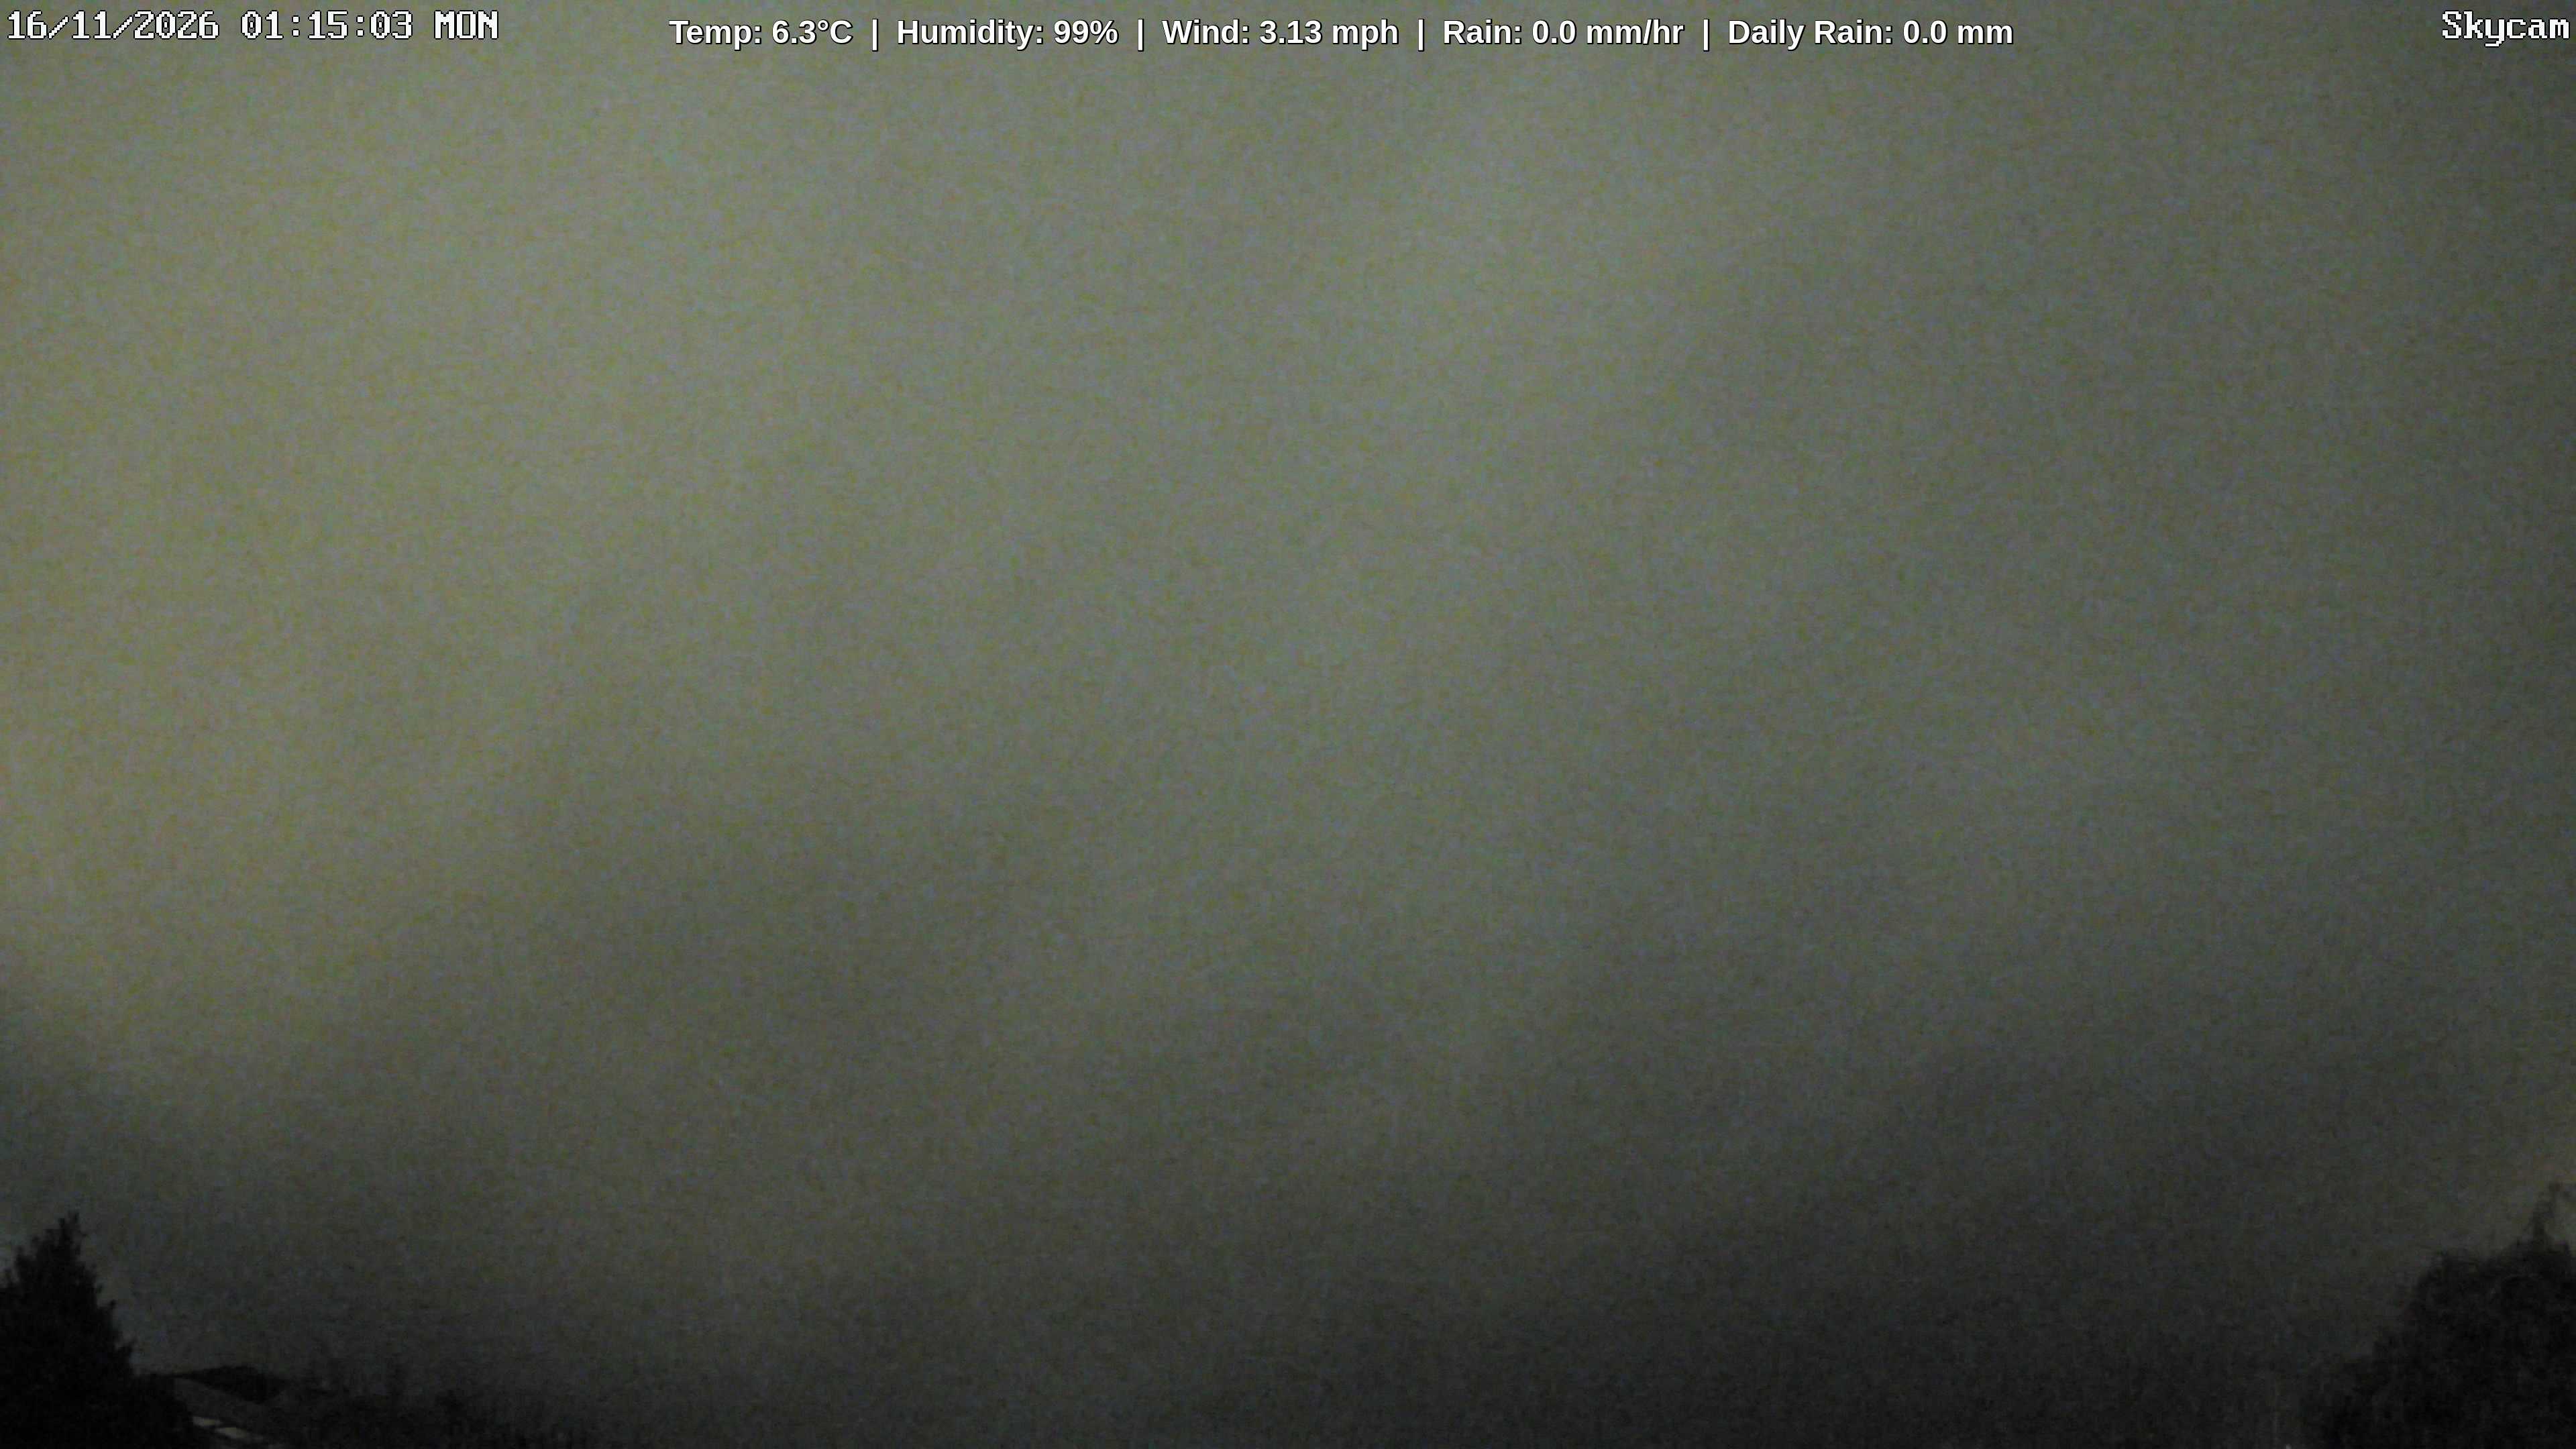 16/11/2026 01:15:03 MON
Temp: 6.3°C | Humidity: 99% | Wind: 3.13 mph | Rain: 0.0 mm/hr | Daily Rain: 0.0 mm
Skycam